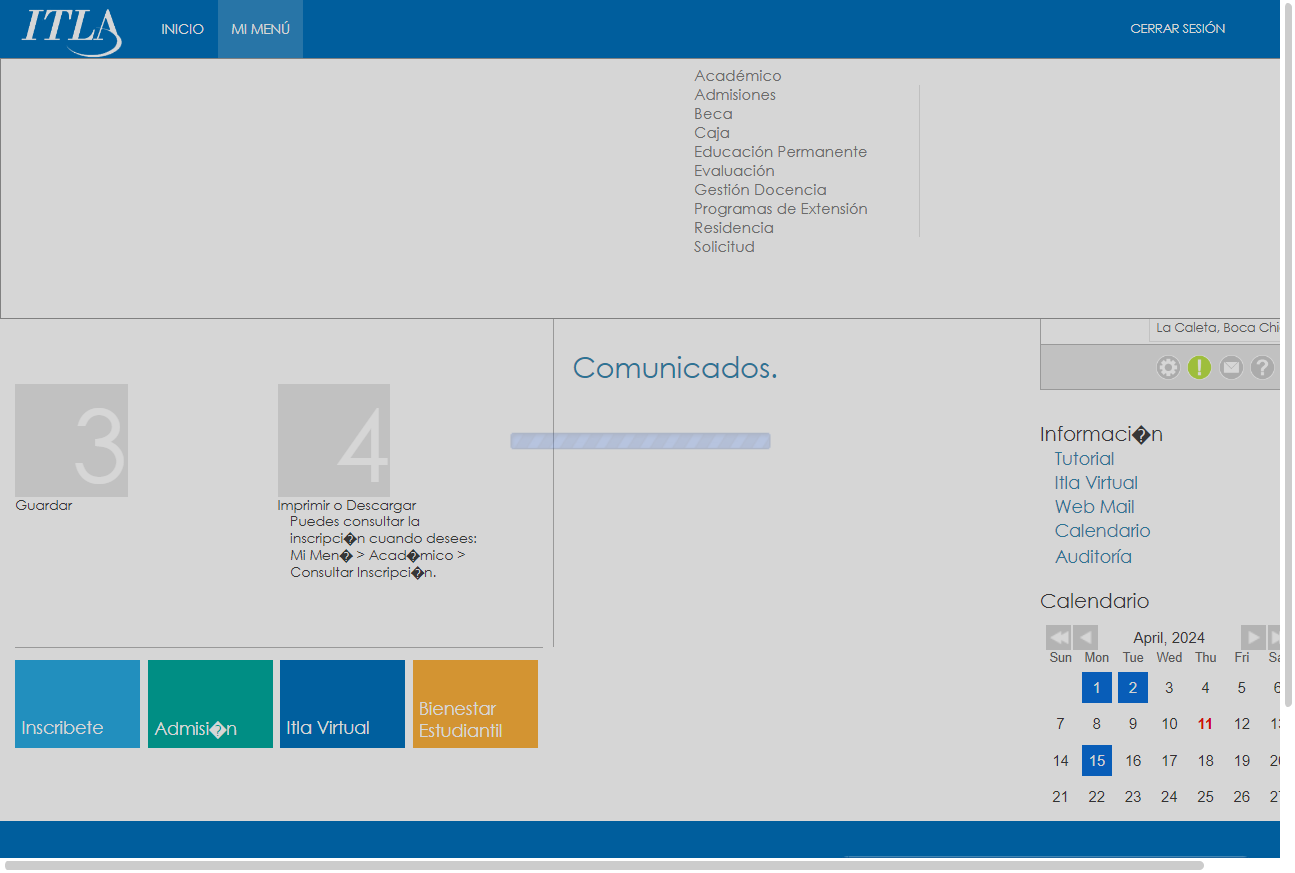 ITLA
INICIO
MI MENÚ
CERRAR SESIÓN
Académico
Admisiones
Beca
Caja
Educación Permanente
Evaluación
Gestión Docencia
Programas de Extensión
Residencia
Solicitud
La Caleta, Boca Chi
Comunicados.
3
Guardar
4
Imprimir o Descargar
Puedes consultar la
inscripci�n cuando desees:
Mi Men� > Acad�mico >
Consultar Inscripci�n.
Informaci�n
Tutorial
Itla Virtual
Web Mail
Calendario
Auditoría
Calendario
April, 2024
Sun Mon Tue Wed Thu Fri Sa
1 2 3 4 5 6
7 8 9 10 11 12 13
14 15 16 17 18 19 20
21 22 23 24 25 26 27
Inscribete
Admisi�n
Itla Virtual
Bienestar
Estudiantil